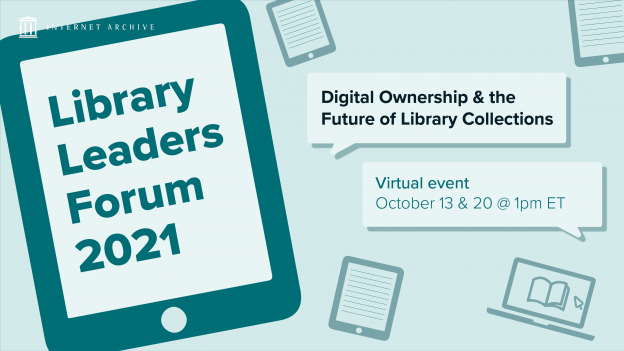 INTERNET ARCHIVE
Library
Leaders
Forum
2021
Digital Ownership & the
Future of Library Collections
Virtual event
October 13 & 20 @ 1pm ET